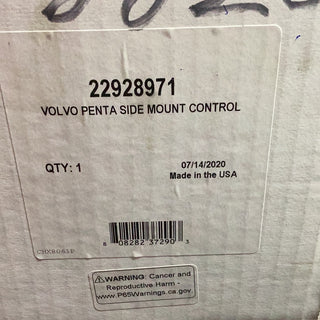 22928971
VOLVO PENTA SIDE MOUNT CONTROL
QTY: 1
07/14/2020
Made in the USA
6 08282 37290 3
CHX8061P
⚠WARNING: Cancer and
Reproductive Harm -
www.P65Warnings.ca.gov